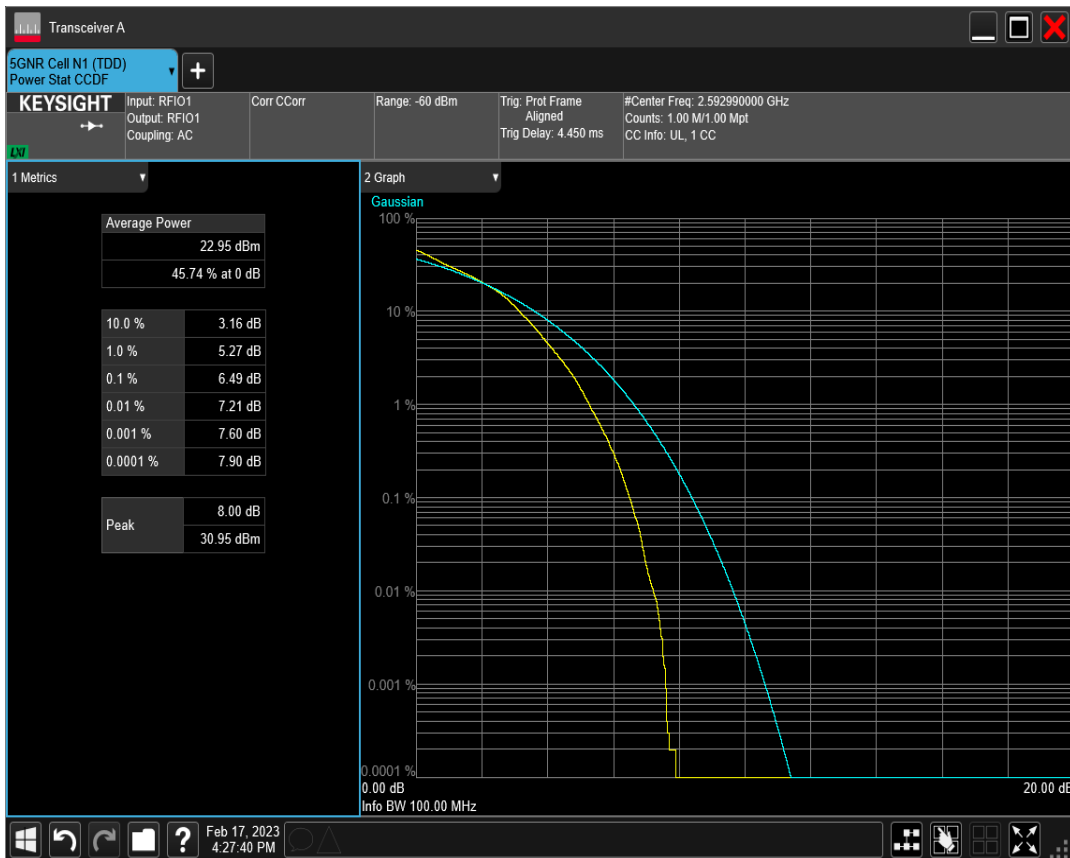 Transceiver A
5GNR Cell N1 (TDD)
Power Stat CCDF
KEYSIGHT
LXI
Input: RFIO1
Output: RFIO1
Coupling: AC
Corr CCorr
Range: -60 dBm
Trig: Prot Frame
Aligned
Trig Delay: 4.450 ms
#Center Freq: 2.592990000 GHz
Counts: 1.00 M/1.00 Mpt
CC Info: UL, 1 CC
1 Metrics
Average Power
22.95 dBm
45.74 % at 0 dB
10.0 % 3.16 dB
1.0 % 5.27 dB
0.1 % 6.49 dB
0.01 % 7.21 dB
0.001 % 7.60 dB
0.0001 % 7.90 dB
Peak 8.00 dB
30.95 dBm
2 Graph
Gaussian
100 %
10 %
1 %
0.1 %
0.01 %
0.001 %
0.0001 %
0.00 dB 20.00 dB
Info BW 100.00 MHz
Feb 17, 2023
4:27:40 PM